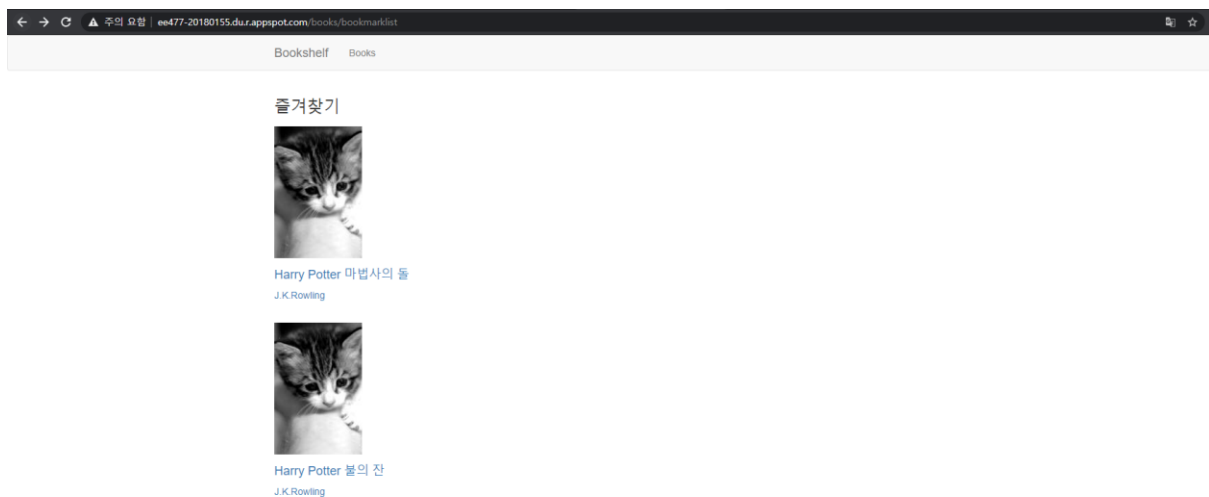 주의 요함 | ee477-20180155.du.r.appspot.com/books/bookmarklist
Bookshelf Books
즐겨찾기
Harry Potter 마법사의 돌
J.K.Rowling
Harry Potter 불의 잔
J.K.Rowling